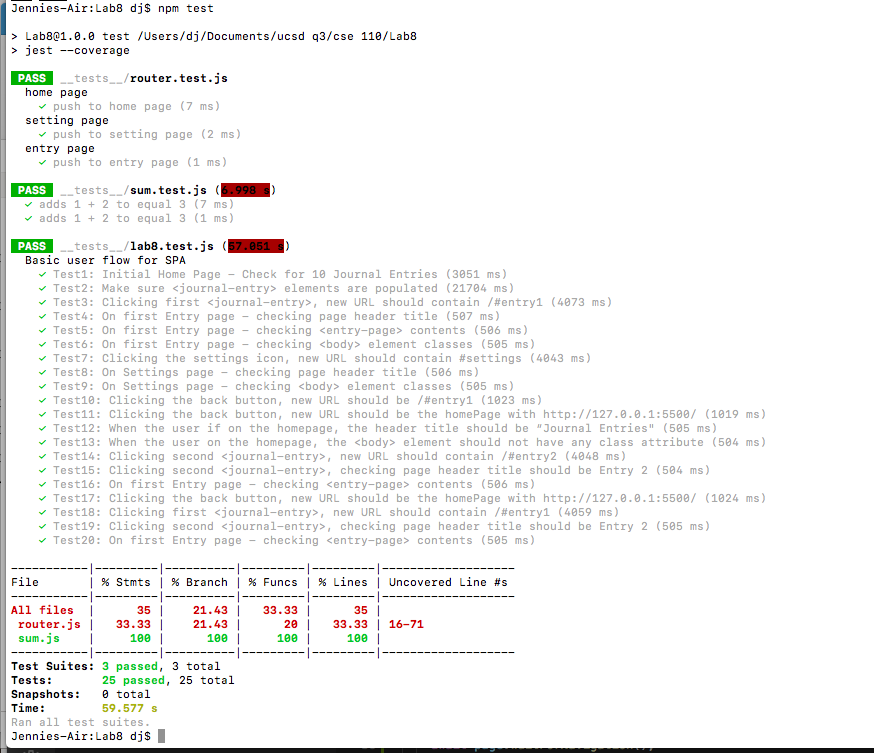 Jennies-Air:Lab8 dj$ npm test
> Lab8@1.0.0 test /Users/dj/Documents/ucsd q3/cse 110/Lab8
> jest --coverage
PASS __tests__/router.test.js
home page
✓ push to home page (7 ms)
setting page
✓ push to setting page (2 ms)
entry page
✓ push to entry page (1 ms)
PASS __tests__/sum.test.js (6.998 s)
✓ adds 1 + 2 to equal 3 (7 ms)
✓ adds 1 + 2 to equal 3 (1 ms)
PASS __tests__/lab8.test.js (57.051 s)
Basic user flow for SPA
✓ Test1: Initial Home Page – Check for 10 Journal Entries (3051 ms)
✓ Test2: Make sure <journal-entry> elements are populated (21704 ms)
✓ Test3: Clicking first <journal-entry>, new URL should contain /#entry1 (4073 ms)
✓ Test4: On first Entry page – checking page header title (507 ms)
✓ Test5: On first Entry page – checking <entry-page> contents (506 ms)
✓ Test6: On first Entry page – checking <body> element classes (505 ms)
✓ Test7: Clicking the settings icon, new URL should contain #settings (4043 ms)
✓ Test8: On Settings page – checking page header title (506 ms)
✓ Test9: On Settings page – checking <body> element classes (505 ms)
✓ Test10: Clicking the back button, new URL should be /#entry1 (1023 ms)
✓ Test11: Clicking the back button, new URL should be the homePage with http://127.0.0.1:5500/ (1019 ms)
✓ Test12: When the user if on the homepage, the header title should be “Journal Entries" (505 ms)
✓ Test13: When the user on the homepage, the <body> element should not have any class attribute (504 ms)
✓ Test14: Clicking second <journal-entry>, new URL should contain /#entry2 (4048 ms)
✓ Test15: Clicking second <journal-entry>, checking page header title should be Entry 2 (504 ms)
✓ Test16: On first Entry page – checking <entry-page> contents (506 ms)
✓ Test17: Clicking the back button, new URL should be the homePage with http://127.0.0.1:5500/ (1024 ms)
✓ Test18: Clicking first <journal-entry>, new URL should contain /#entry1 (4059 ms)
✓ Test19: Clicking second <journal-entry>, checking page header title should be Entry 2 (505 ms)
✓ Test20: On first Entry page – checking <entry-page> contents (505 ms)
-----------|---------|----------|---------|---------|-------------------
File | % Stmts | % Branch | % Funcs | % Lines | Uncovered Line #s
-----------|---------|----------|---------|---------|-------------------
All files | 35 | 21.43 | 33.33 | 35 |
router.js | 33.33 | 21.43 | 20 | 33.33 | 16-71
sum.js | 100 | 100 | 100 | 100 |
-----------|---------|----------|---------|---------|-------------------
Test Suites: 3 passed, 3 total
Tests: 25 passed, 25 total
Snapshots: 0 total
Time: 59.577 s
Ran all test suites.
Jennies-Air:Lab8 dj$